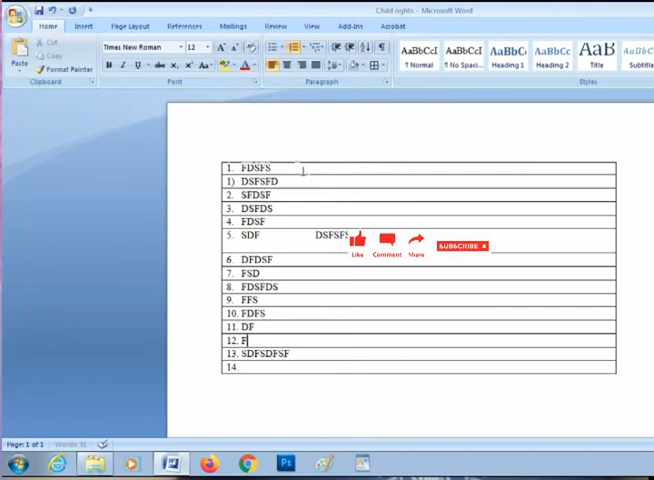 Child rights - Microsoft Word
Home Insert Page Layout References Mailings Review View Add-Ins Acrobat
Paste
Cut
Copy
Format Painter
Clipboard
Times New Roman 12
Font
Paragraph
AaBbCcI AaBbCcI AaBbC AaBbCc AaB AaBbCc
¶ Normal ¶ No Spaci... Heading 1 Heading 2 Title Subtitle
Styles
1. FDSFS
1) DSFSFD
2. SFDSF
3. DSFDS
4. FDSF
5. SDF DSFSFS
Like Comment Share SUBSCRIBE
6. DFDSF
7. FSD
8. FDSFDS
9. FFS
10. FDFS
11. DF
12. F
13. SDFSDFSF
14.
Page: 1 of 1 Words: 31
W Ps